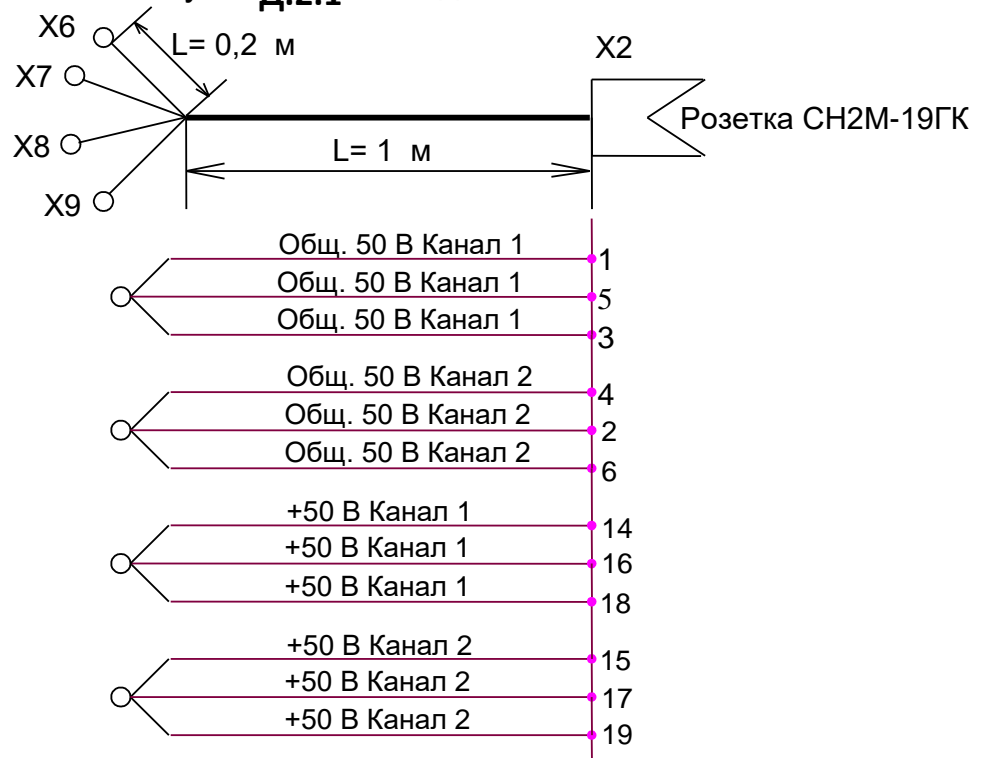 Д.2.1
X6
L= 0,2 м
X2
X7
Розетка СН2М-19ГК
X8
L= 1 м
X9
Общ. 50 В Канал 1
1
Общ. 50 В Канал 1
5
Общ. 50 В Канал 1
3
Общ. 50 В Канал 2
4
Общ. 50 В Канал 2
2
Общ. 50 В Канал 2
6
+50 В Канал 1
14
+50 В Канал 1
16
+50 В Канал 1
18
+50 В Канал 2
15
+50 В Канал 2
17
+50 В Канал 2
19